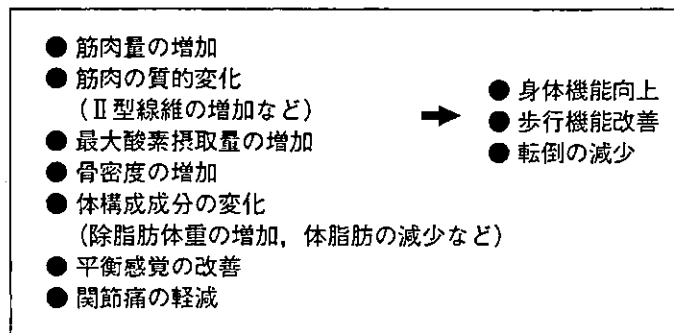 ● 筋肉量の増加
● 筋肉の質的変化
(Ⅱ型線維の増加など)
● 最大酸素摂取量の増加
● 骨密度の増加
● 体構成成分の変化
(除脂肪体重の増加，体脂肪の減少など)
● 平衡感覚の改善
● 関節痛の軽減
➡
● 身体機能向上
● 歩行機能改善
● 転倒の減少